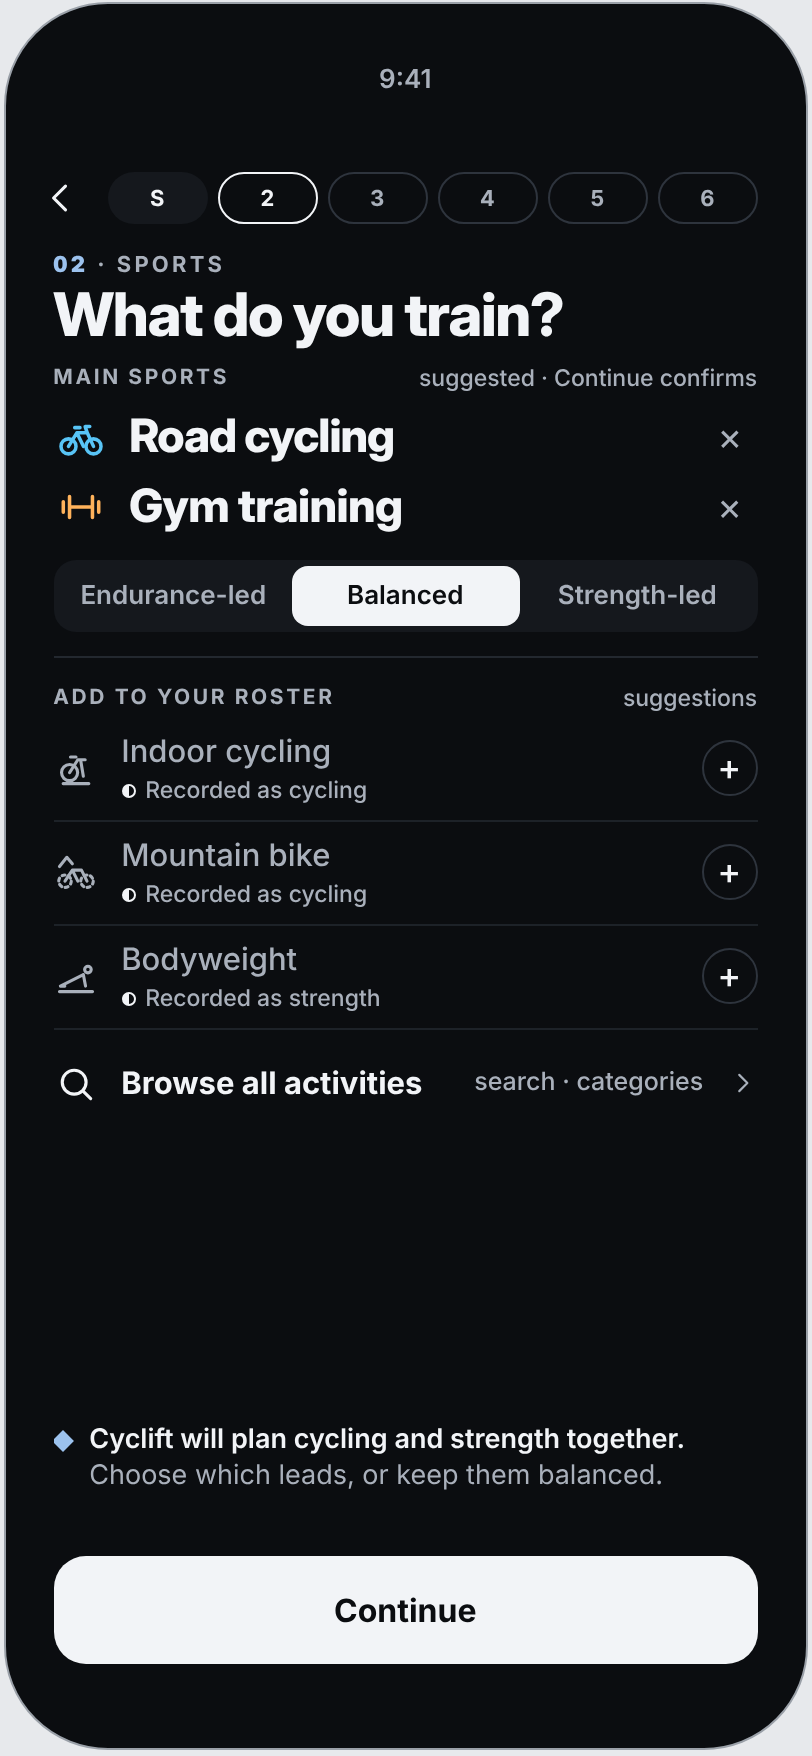 9:41
S 2 3 4 5 6
02 · SPORTS
What do you train?
MAIN SPORTS suggested · Continue confirms
Road cycling ×
Gym training ×
Endurance-led Balanced Strength-led
ADD TO YOUR ROSTER suggestions
Indoor cycling
Recorded as cycling
+
Mountain bike
Recorded as cycling
+
Bodyweight
Recorded as strength
+
Browse all activities search · categories
Cyclift will plan cycling and strength together.
Choose which leads, or keep them balanced.
Continue